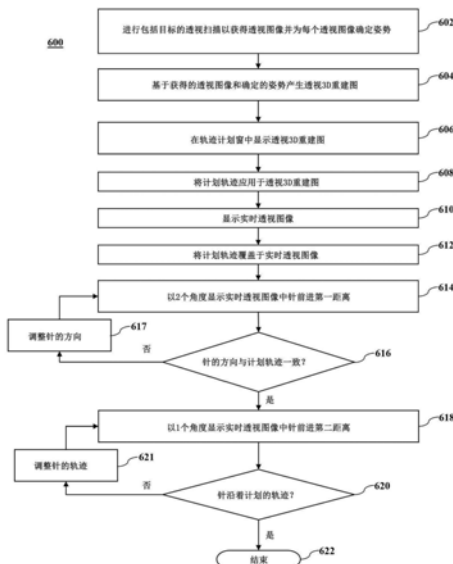 600
进行包括目标的透视扫描以获得透视图像并为每个透视图像确定姿势
602
基于获得的透视图像和确定的姿势产生透视3D重建图
604
在轨迹计划窗中显示透视3D重建图
606
将计划轨迹应用于透视3D重建图
608
显示实时透视图像
610
将计划轨迹覆盖于实时透视图像
612
以2个角度显示实时透视图像中针前进第一距离
614
调整针的方向
617
否
针的方向与计划轨迹一致?
616
是
以1个角度显示实时透视图像中针前进第二距离
618
调整针的轨迹
621
否
针沿着计划的轨迹?
620
是
结束
622